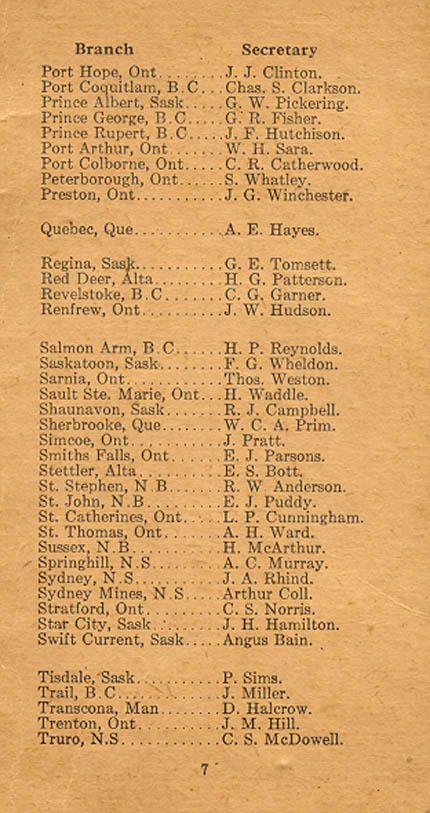 Branch Secretary
Port Hope, Ont........J. J. Clinton.
Port Coquitlam, B.C...Chas. S. Clarkson.
Prince Albert, Sask....G. W. Pickering.
Prince George, B.C....G. R. Fisher.
Prince Rupert, B.C....J. F. Hutchison.
Port Arthur, Ont......W. H. Sara.
Port Colborne, Ont....C. R. Catherwood.
Peterborough, Ont.....S. Whatley.
Preston, Ont..........J. G. Winchester.
Quebec, Que..........A. E. Hayes.
Regina, Sask..........G. E. Tomsett.
Red Deer, Alta........H. G. Patterson.
Revelstoke, B.C.......C. G. Garner.
Renfrew, Ont..........J. W. Hudson.
Salmon Arm, B.C.....H. P. Reynolds.
Saskatoon, Sask.......F. G. Wheldon.
Sarnia, Ont...........Thos. Weston.
Sault Ste. Marie, Ont...H. Waddle.
Shaunavon, Sask......R. J. Campbell.
Sherbrooke, Que......W. C. A. Prim.
Simcoe, Ont..........J. Pratt.
Smiths Falls, Ont.....E. J. Parsons.
Stettler, Alta.........E. S. Bott.
St. Stephen, N.B......R. W. Anderson.
St. John, N.B.........E. J. Puddy.
St. Catherines, Ont....L. P. Cunningham.
St. Thomas, Ont......A. H. Ward.
Sussex, N.B..........H. McArthur.
Springhill, N.S.......A. C. Murray.
Sydney, N.S..........J. A. Rhind.
Sydney Mines, N.S....Arthur Coll.
Stratford, Ont........C. S. Norris.
Star City, Sask.......J. H. Hamilton.
Swift Current, Sask....Angus Bain.
Tisdale, Sask.........P. Sims.
Trail, B.C............J. Miller.
Transcona, Man.......D. Halcrow.
Trenton, Ont.........J. M. Hill.
Truro, N.S............C. S. McDowell.
7